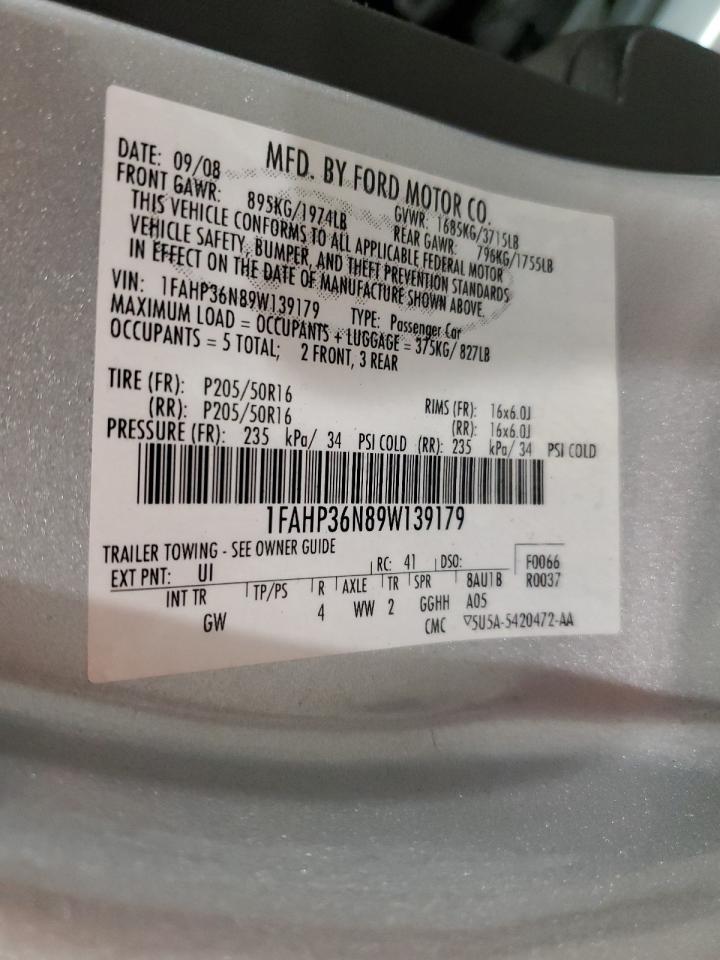 MFD. BY FORD MOTOR CO.
DATE: 09/08 GVWR: 1685KG/3715LB
FRONT GAWR: 895KG/1974LB REAR GAWR: 796KG/1755LB
THIS VEHICLE CONFORMS TO ALL APPLICABLE FEDERAL MOTOR
VEHICLE SAFETY, BUMPER, AND THEFT PREVENTION STANDARDS
IN EFFECT ON THE DATE OF MANUFACTURE SHOWN ABOVE.
VIN: 1FAHP36N89W139179 TYPE: Passenger Car
MAXIMUM LOAD = OCCUPANTS + LUGGAGE = 375KG/ 827LB
OCCUPANTS = 5 TOTAL; 2 FRONT, 3 REAR
TIRE (FR): P205/50R16 RIMS (FR): 16x6.0J
(RR): P205/50R16 (RR): 16x6.0J
PRESSURE (FR): 235 kPa/ 34 PSI COLD (RR): 235 kPa/ 34 PSI COLD
1FAHP36N89W139179
TRAILER TOWING - SEE OWNER GUIDE
EXT PNT: UI RC: 41 DSO: F0066
R0037
INT TR TP/PS R AXLE TR SPR 8AU1B
GW 4 WW 2 GGHH A05
CMC ▽5U5A-5420472-AA